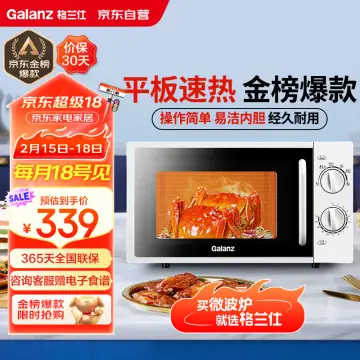 Galanz 格兰仕 京东自营
京东金榜
爆款
价保
30天
平板速热 金榜爆款
操作简单 易洁内胆 经久耐用
京东超级18
京东家电家居
2月15日-18日
每月18号见
SALE
预估到手价
¥339
365天全国联保
咨询客服赠电子食谱
金榜爆款
限时抢购
Galanz
买微波炉
就选格兰仕